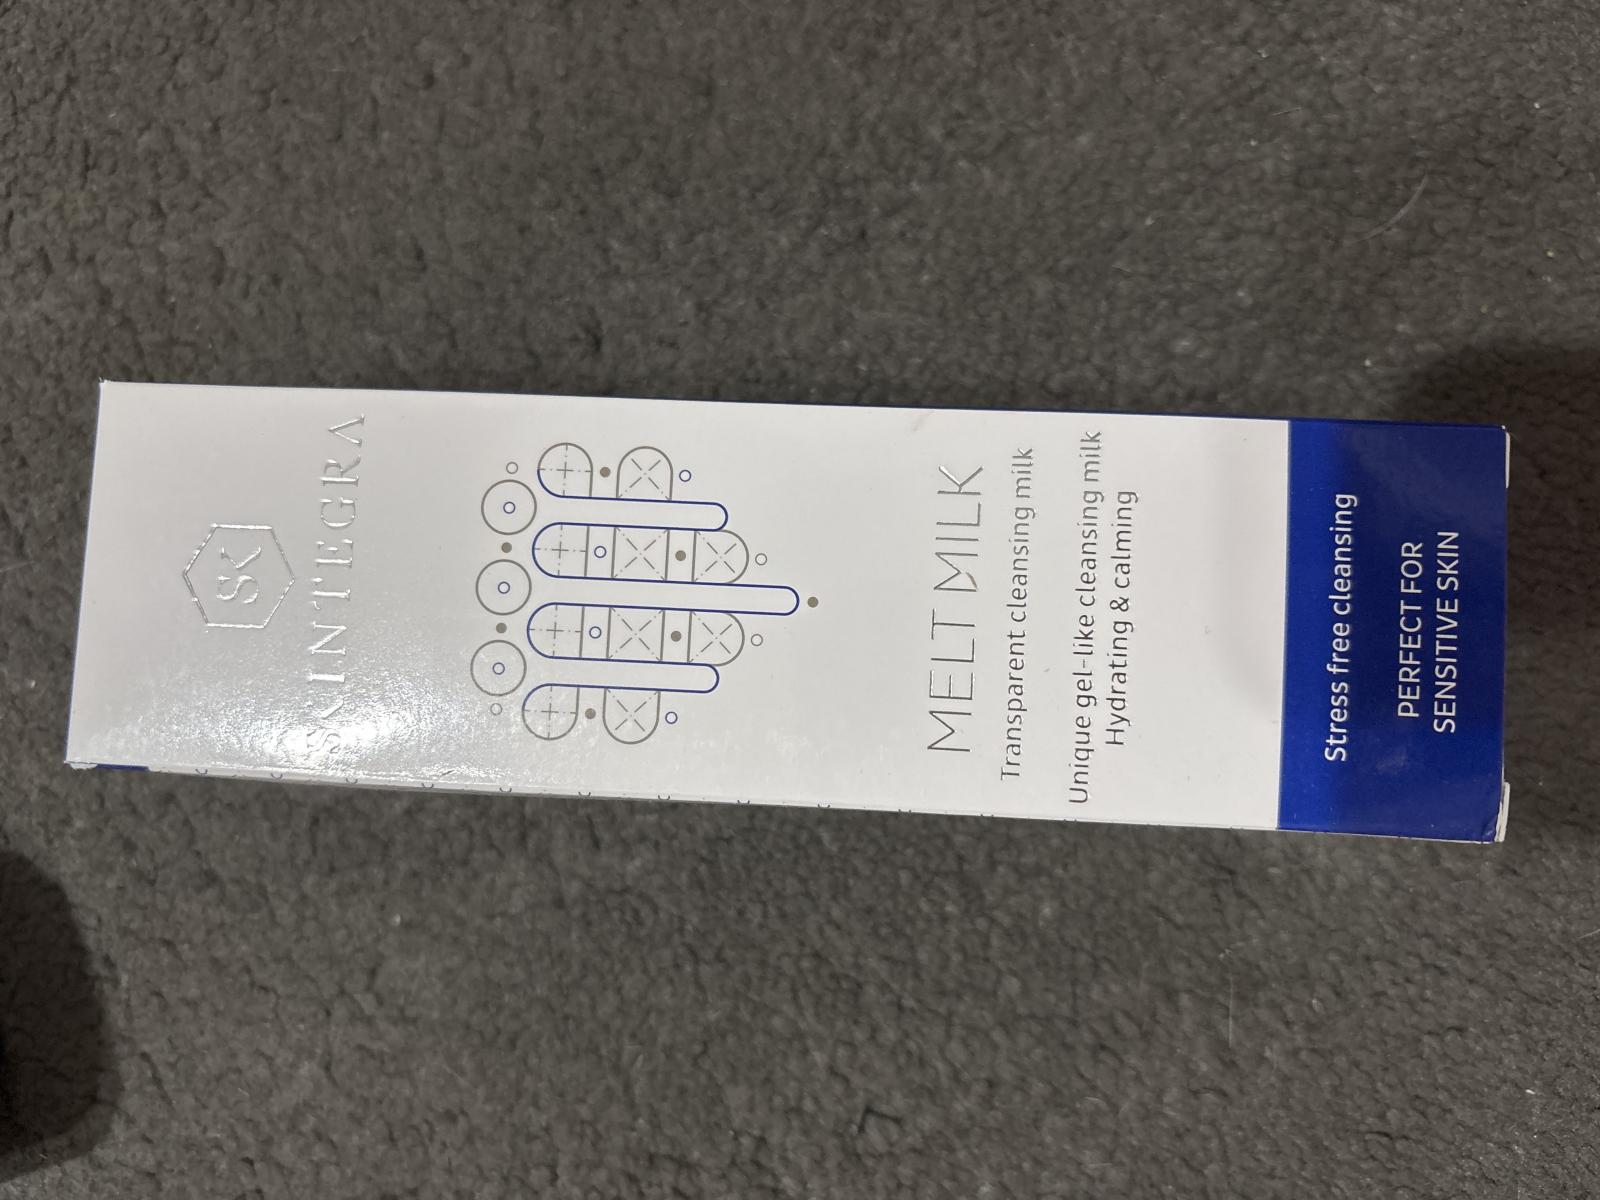 SK
SKINTEGRA
MELT MILK
Transparent cleansing milk
Unique gel-like cleansing milk
Hydrating & calming
Stress free cleansing
PERFECT FOR
SENSITIVE SKIN